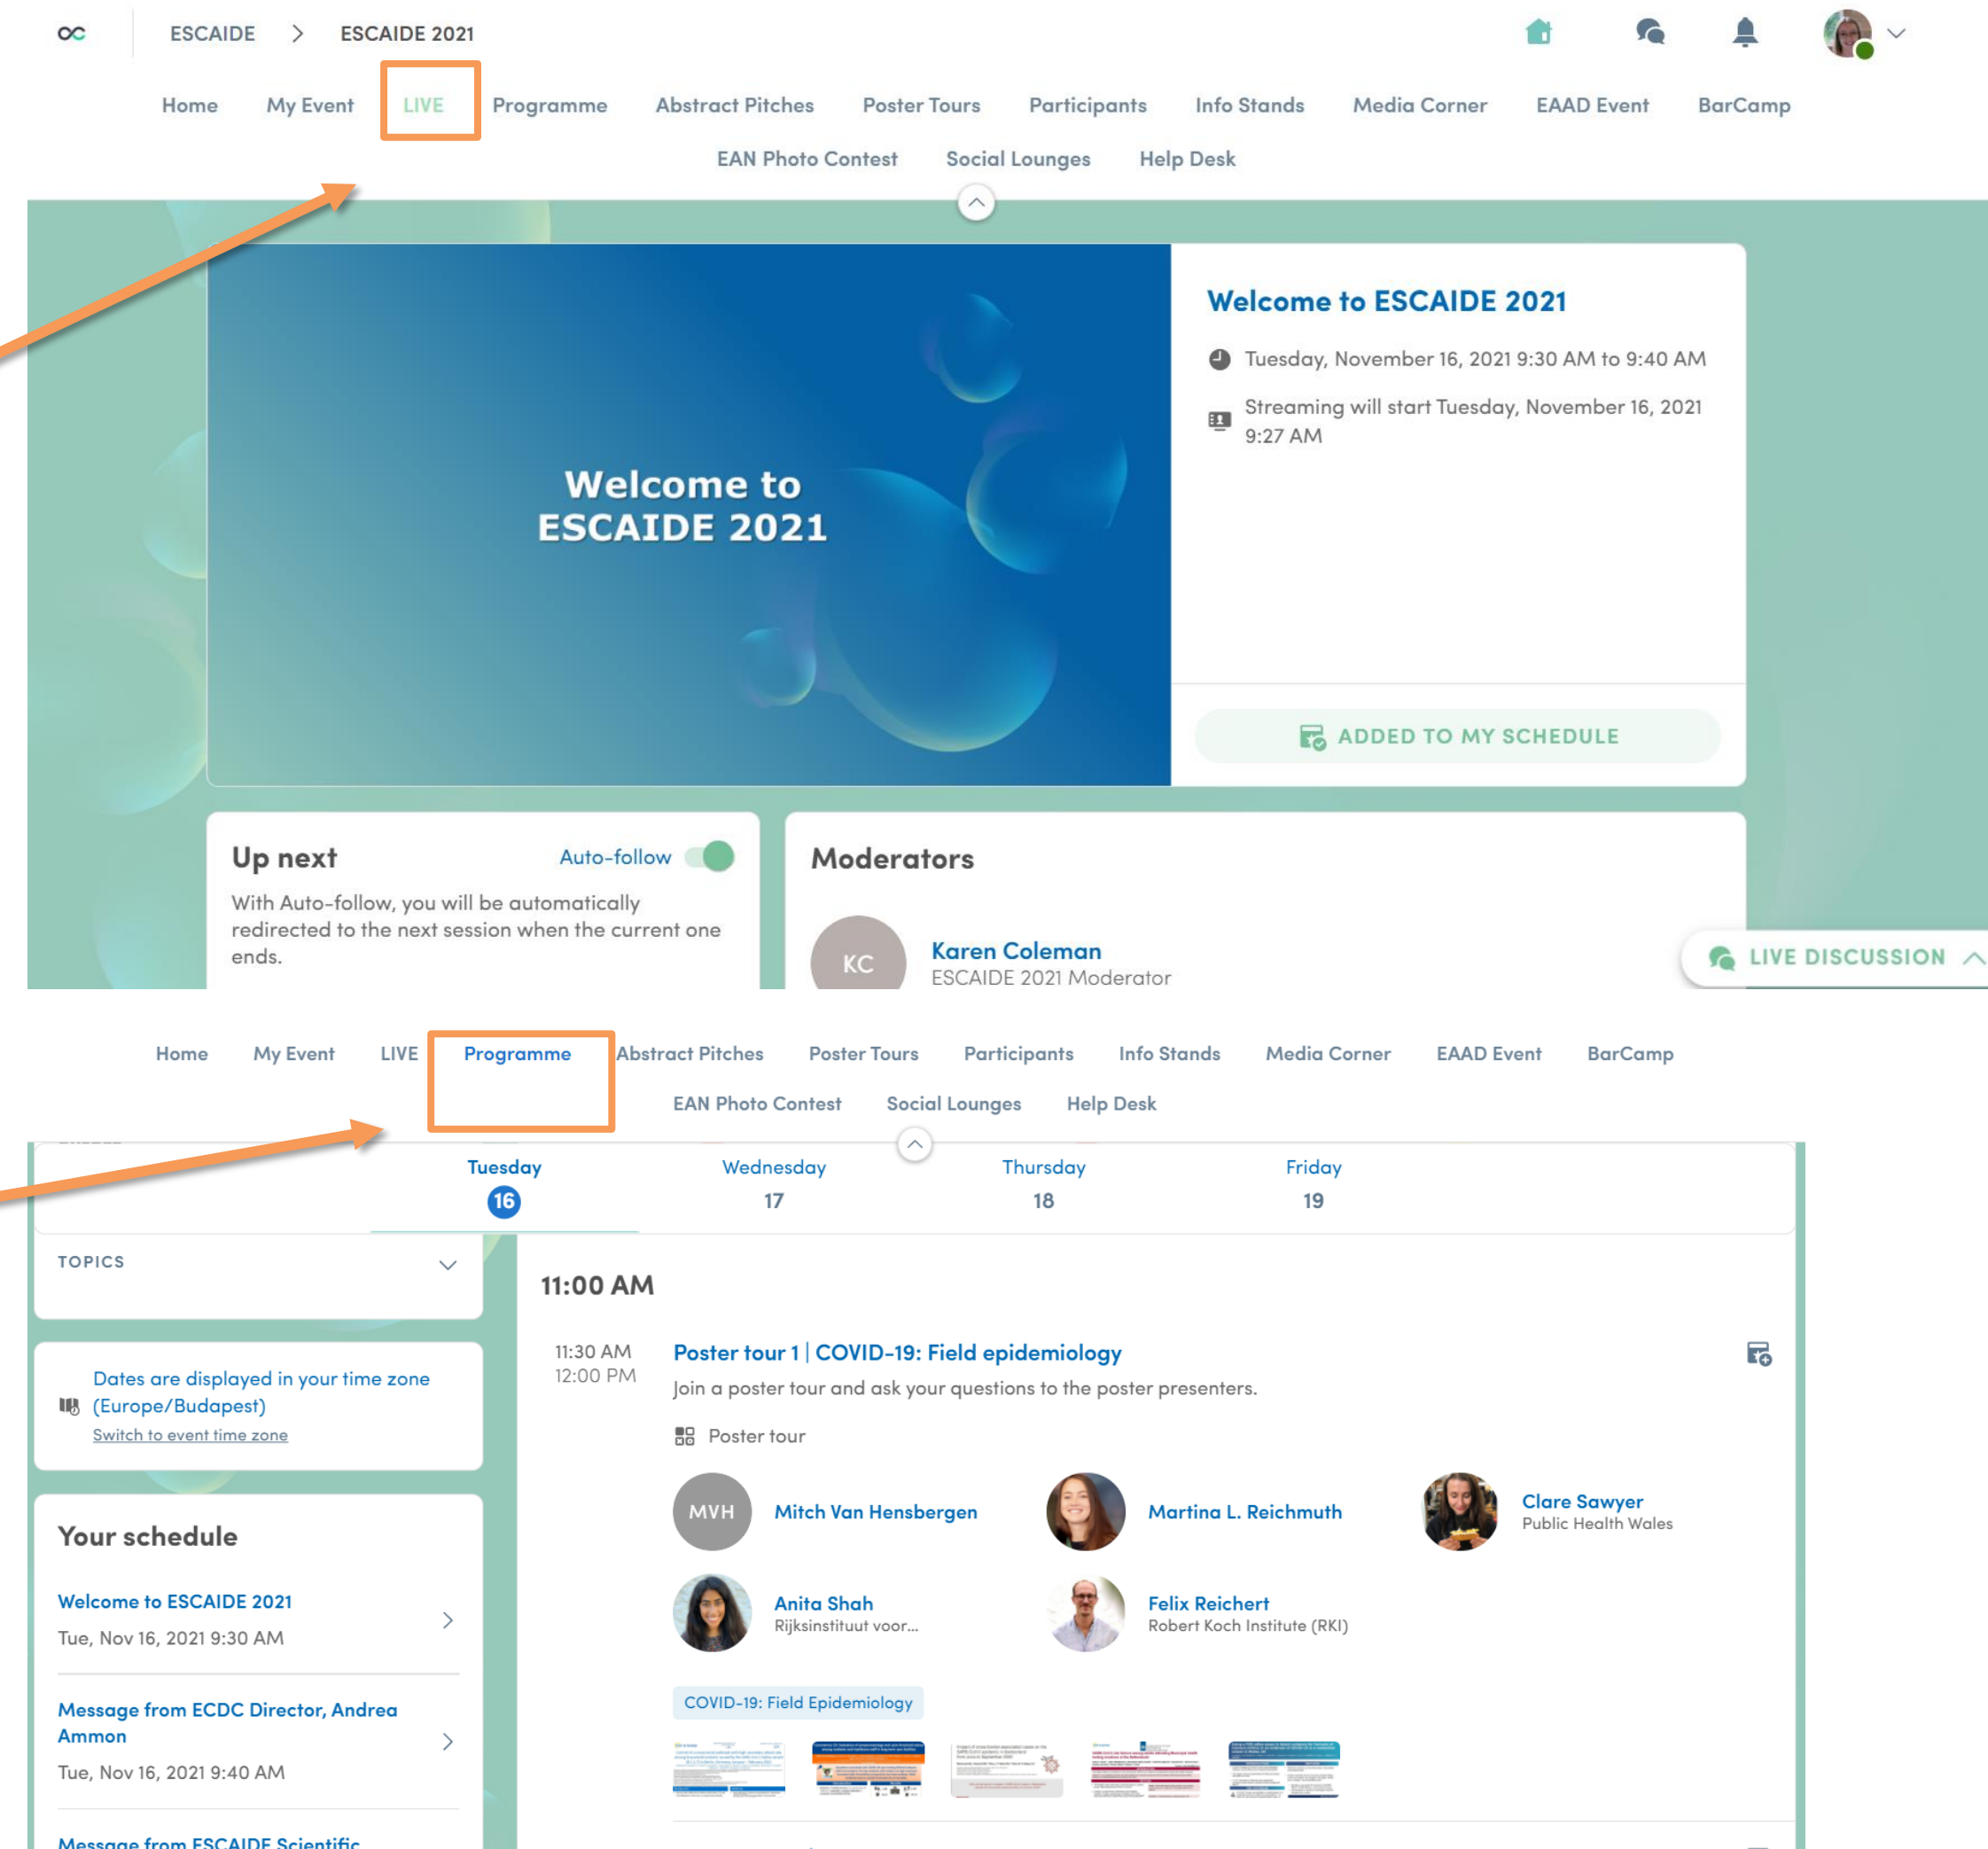 ESCAIDE > ESCAIDE 2021
Home My Event LIVE Programme Abstract Pitches Poster Tours Participants Info Stands Media Corner EAAD Event BarCamp
EAN Photo Contest Social Lounges Help Desk
Welcome to
ESCAIDE 2021
Welcome to ESCAIDE 2021
Tuesday, November 16, 2021 9:30 AM to 9:40 AM
Streaming will start Tuesday, November 16, 2021
9:27 AM
ADDED TO MY SCHEDULE
Up next Auto-follow
With Auto-follow, you will be automatically
redirected to the next session when the current one
ends.
Moderators
KC
Karen Coleman
ESCAIDE 2021 Moderator
LIVE DISCUSSION
Home My Event LIVE Programme Abstract Pitches Poster Tours Participants Info Stands Media Corner EAAD Event BarCamp
EAN Photo Contest Social Lounges Help Desk
Tuesday Wednesday Thursday Friday
16 17 18 19
TOPICS
Dates are displayed in your time zone
(Europe/Budapest)
Switch to event time zone
Your schedule
Welcome to ESCAIDE 2021
Tue, Nov 16, 2021 9:30 AM
Message from ECDC Director, Andrea
Ammon
Tue, Nov 16, 2021 9:40 AM
Message from ESCAIDE Scientific
11:00 AM
11:30 AM
12:00 PM
Poster tour 1 | COVID-19: Field epidemiology
Join a poster tour and ask your questions to the poster presenters.
Poster tour
MVH
Mitch Van Hensbergen
Martina L. Reichmuth
Clare Sawyer
Public Health Wales
Anita Shah
Rijksinstituut voor...
Felix Reichert
Robert Koch Institute (RKI)
COVID-19: Field Epidemiology